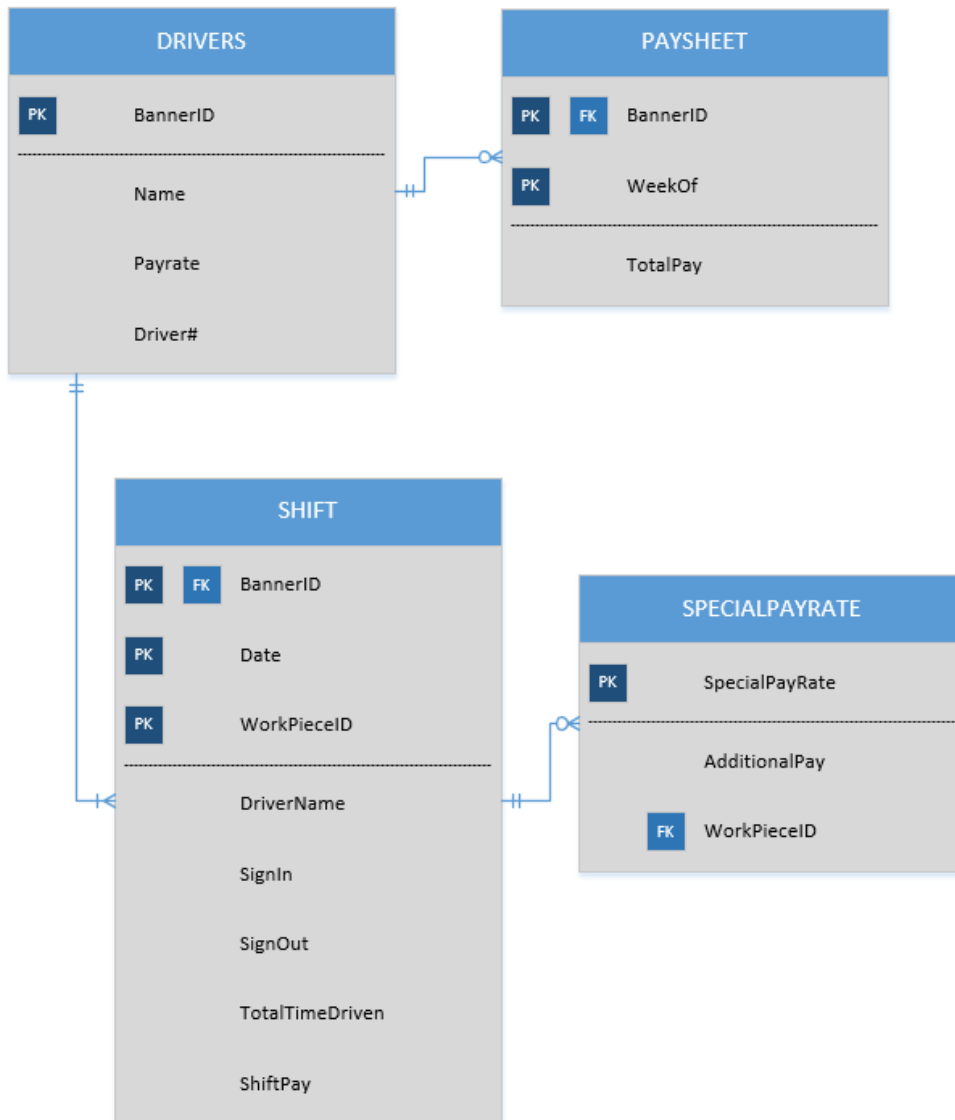 DRIVERS
PK BannerID
Name
Payrate
Driver#
PAYSHEET
PK FK BannerID
PK WeekOf
TotalPay
SHIFT
PK FK BannerID
PK Date
PK WorkPieceID
DriverName
SignIn
SignOut
TotalTimeDriven
ShiftPay
SPECIALPAYRATE
PK SpecialPayRate
AdditionalPay
FK WorkPieceID